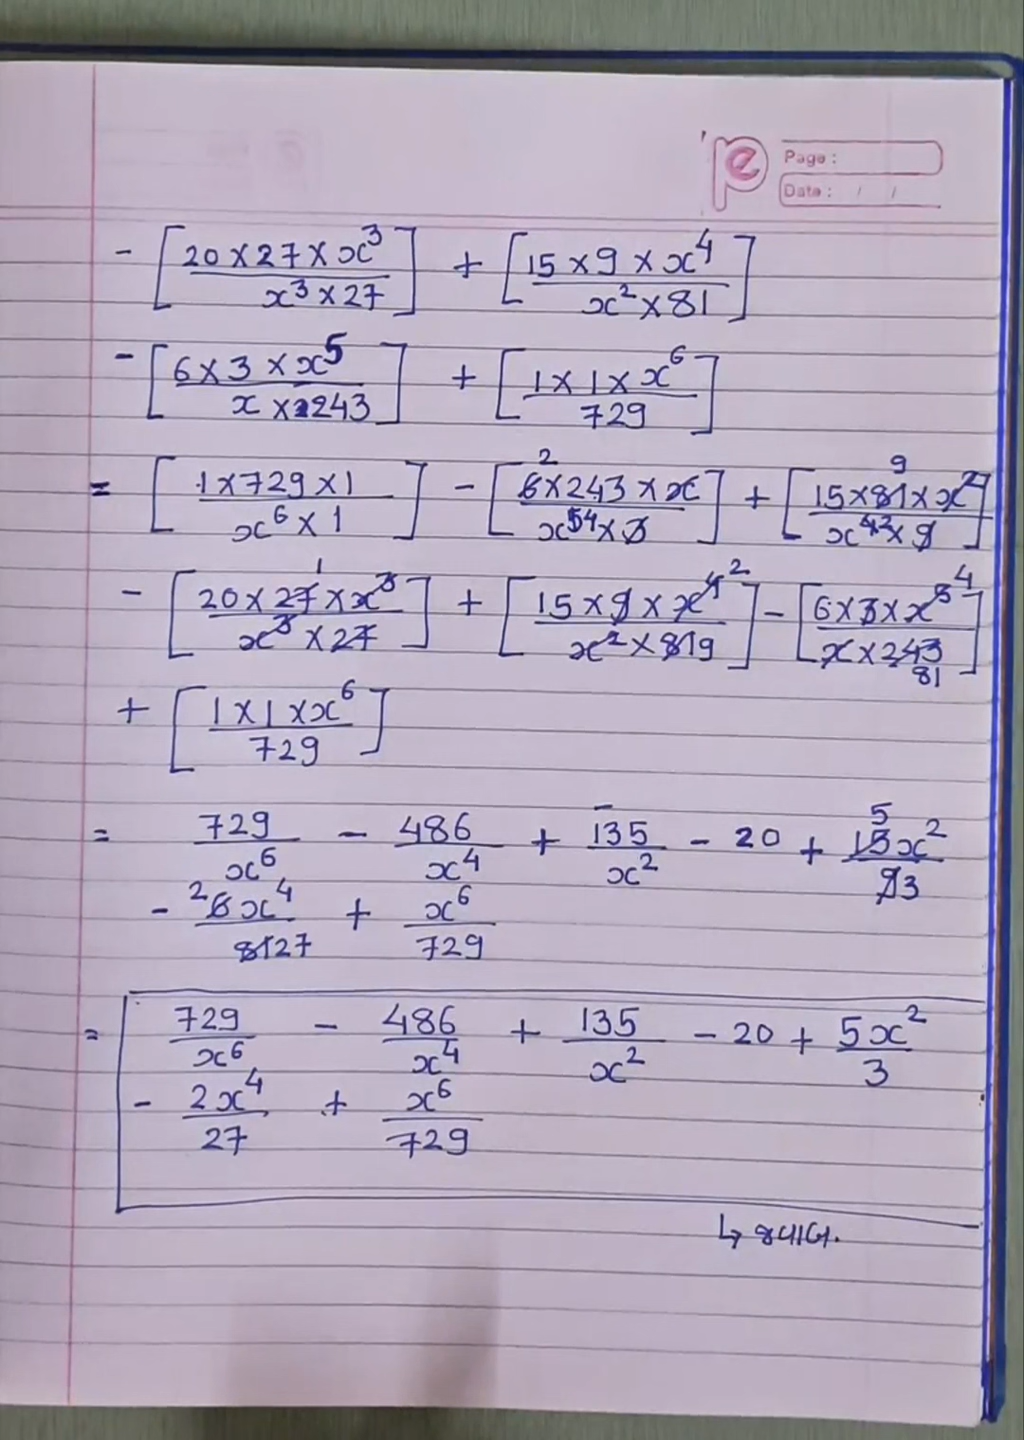 Page :
Date : / /
- [20×27×x³ / x³×27] + [15×9×x⁴ / x²×81]
- [6×3×x⁵ / x×243] + [1×1×x⁶ / 729]
= [1×729×1 / x⁶×1] - [6×243×x / x⁵×3] + [15×81×x² / x⁴×9]
- [20×27×x³ / x³×27] + [15×9×x⁴ / x²×81] - [6×3×x⁵ / x×243]
+ [1×1×x⁶ / 729]
= 729/x⁶ - 486/x⁴ + 135/x² - 20 + 15x²/9
- 6x⁴/81 + x⁶/729
= 729/x⁶ - 486/x⁴ + 135/x² - 20 + 5x²/3
- 2x⁴/27 + x⁶/729